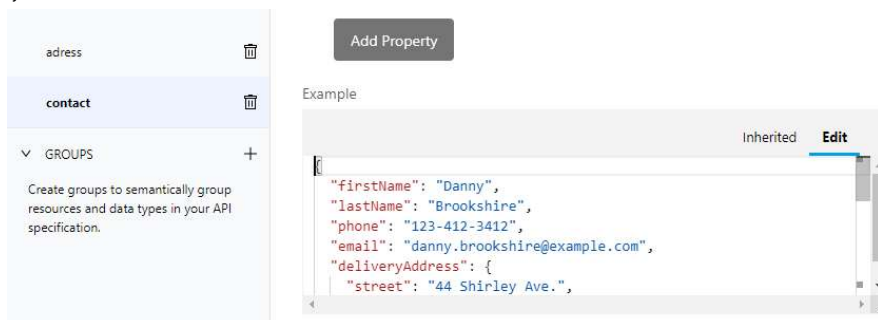 adress
contact
GROUPS
Create groups to semantically group
resources and data types in your API
specification.
Add Property
Example
Inherited Edit
{
"firstName": "Danny",
"lastName": "Brookshire",
"phone": "123-412-3412",
"email": "danny.brookshire@example.com",
"deliveryAddress": {
"street": "44 Shirley Ave.",